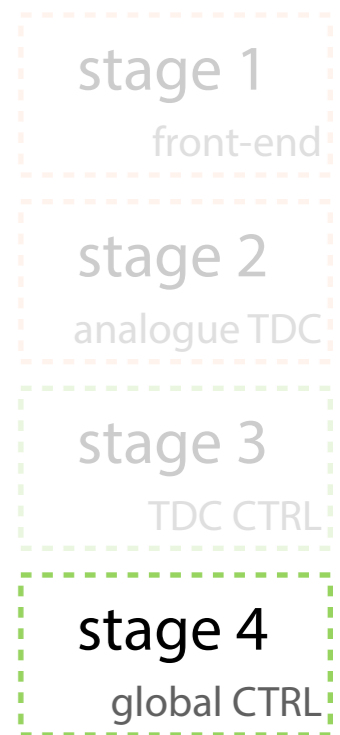 stage 1
front-end
stage 2
analogue TDC
stage 3
TDC CTRL
stage 4
global CTRL